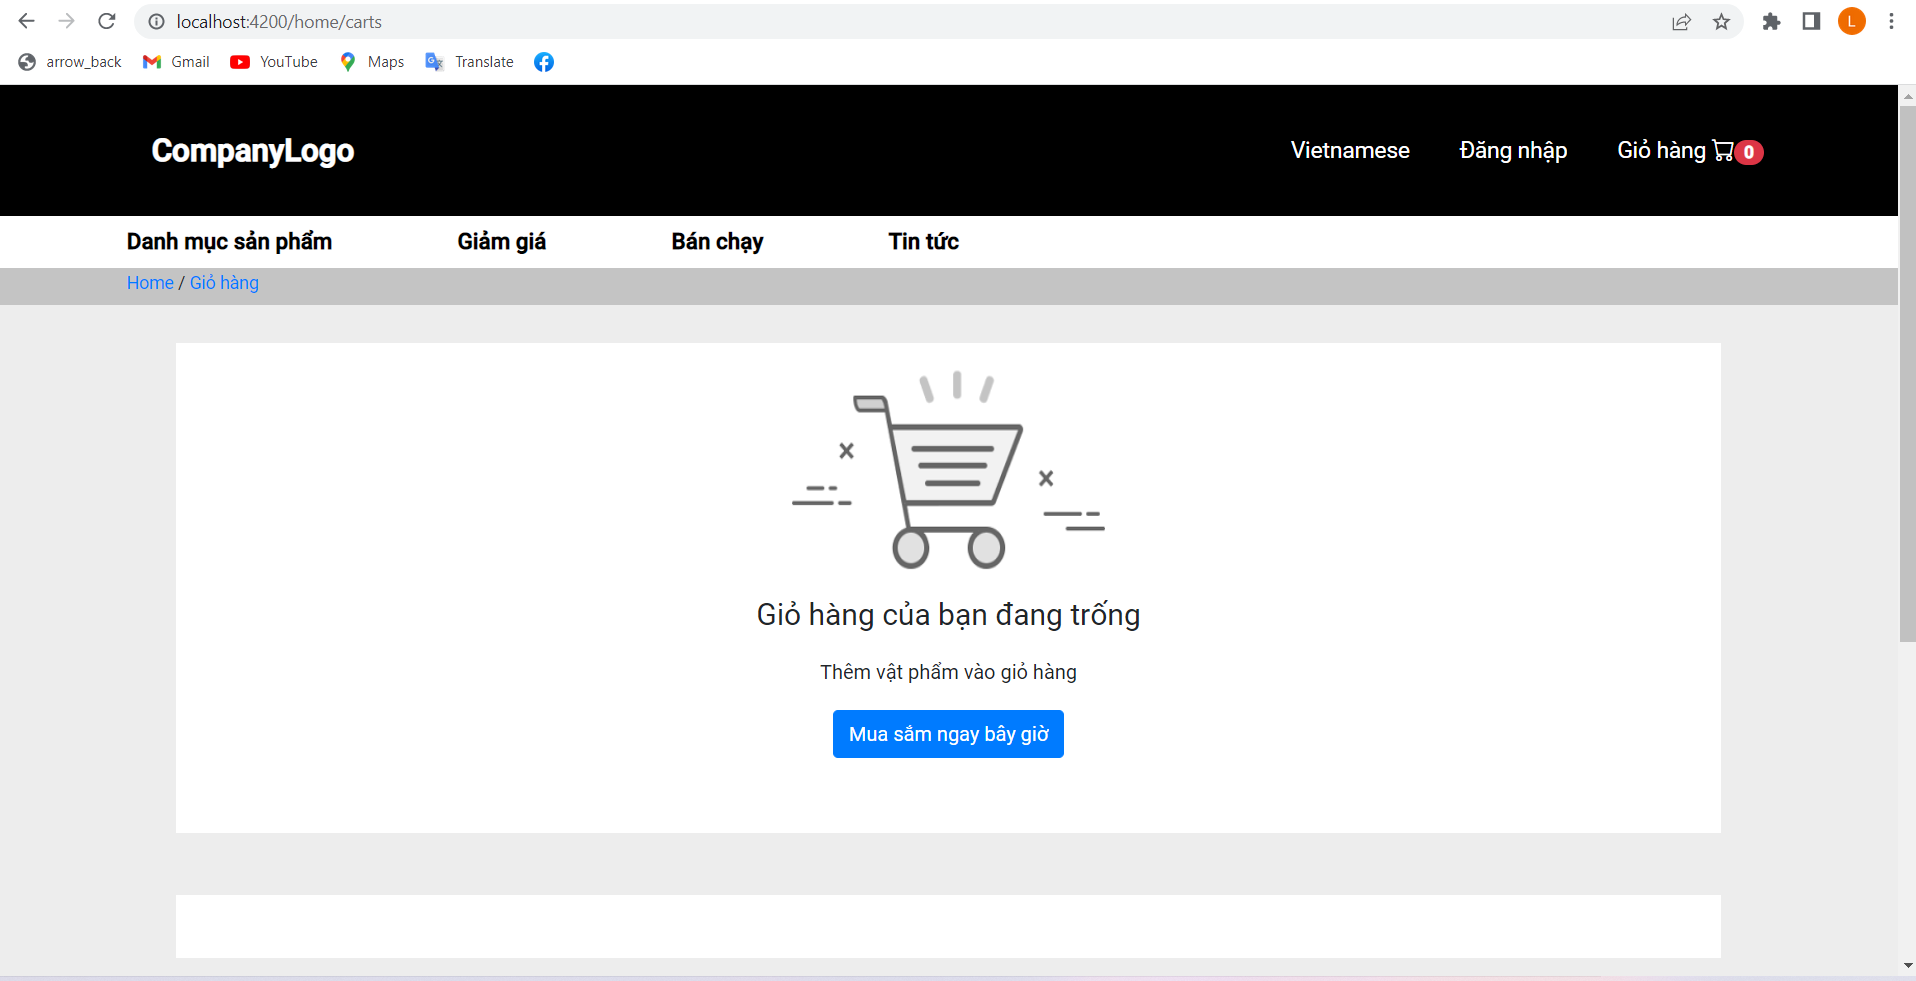 localhost:4200/home/carts
L
arrow_back Gmail YouTube Maps Translate
CompanyLogo Vietnamese Đăng nhập Giỏ hàng 0
Danh mục sản phẩm Giảm giá Bán chạy Tin tức
Home / Giỏ hàng
Giỏ hàng của bạn đang trống
Thêm vật phẩm vào giỏ hàng
Mua sắm ngay bây giờ